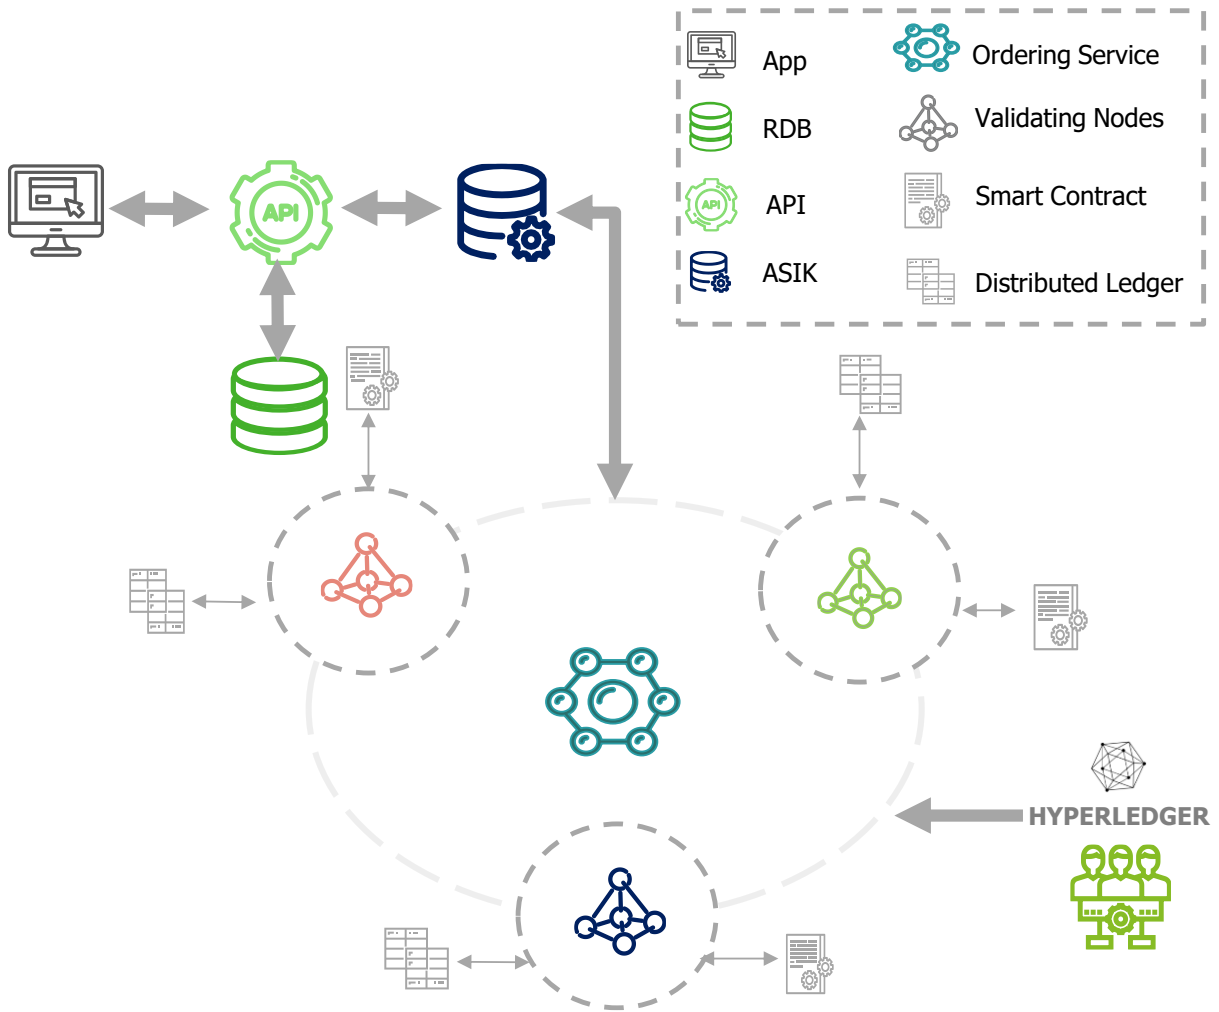 App
Ordering Service
RDB
Validating Nodes
API
API
Smart Contract
ASIK
Distributed Ledger
API
HYPERLEDGER